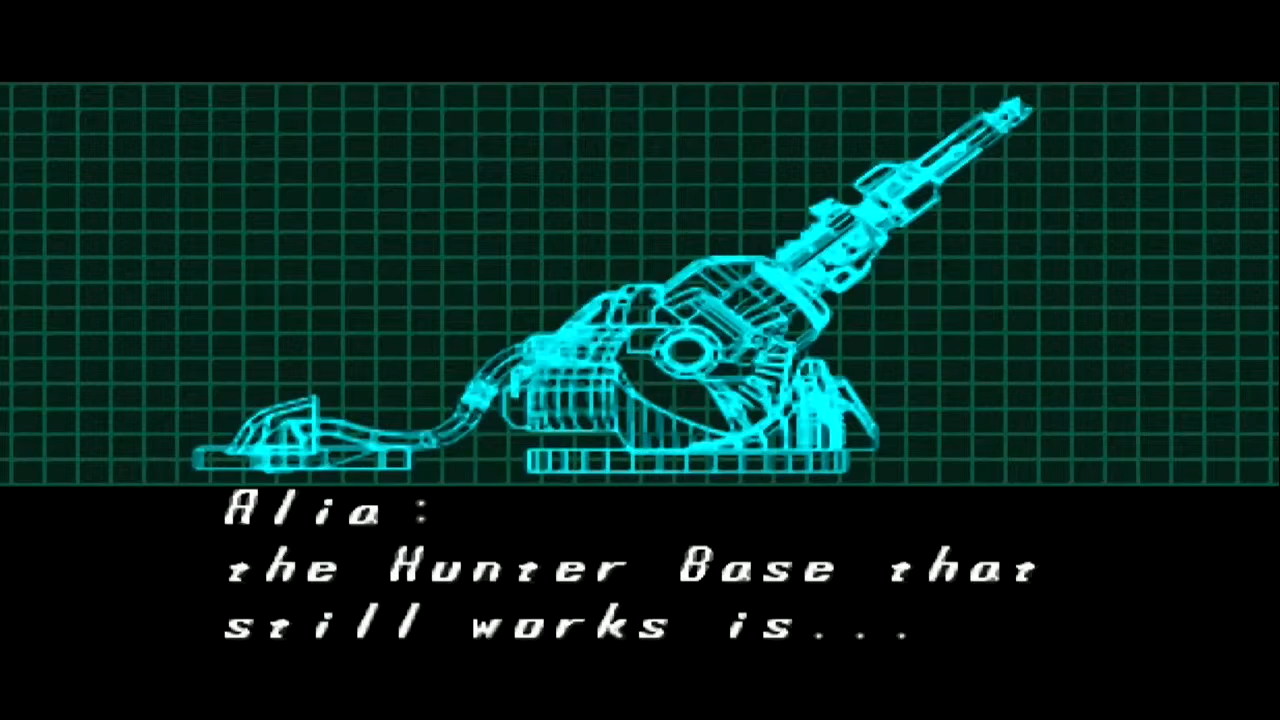 Alia :
the Hunter Base that
still works is...